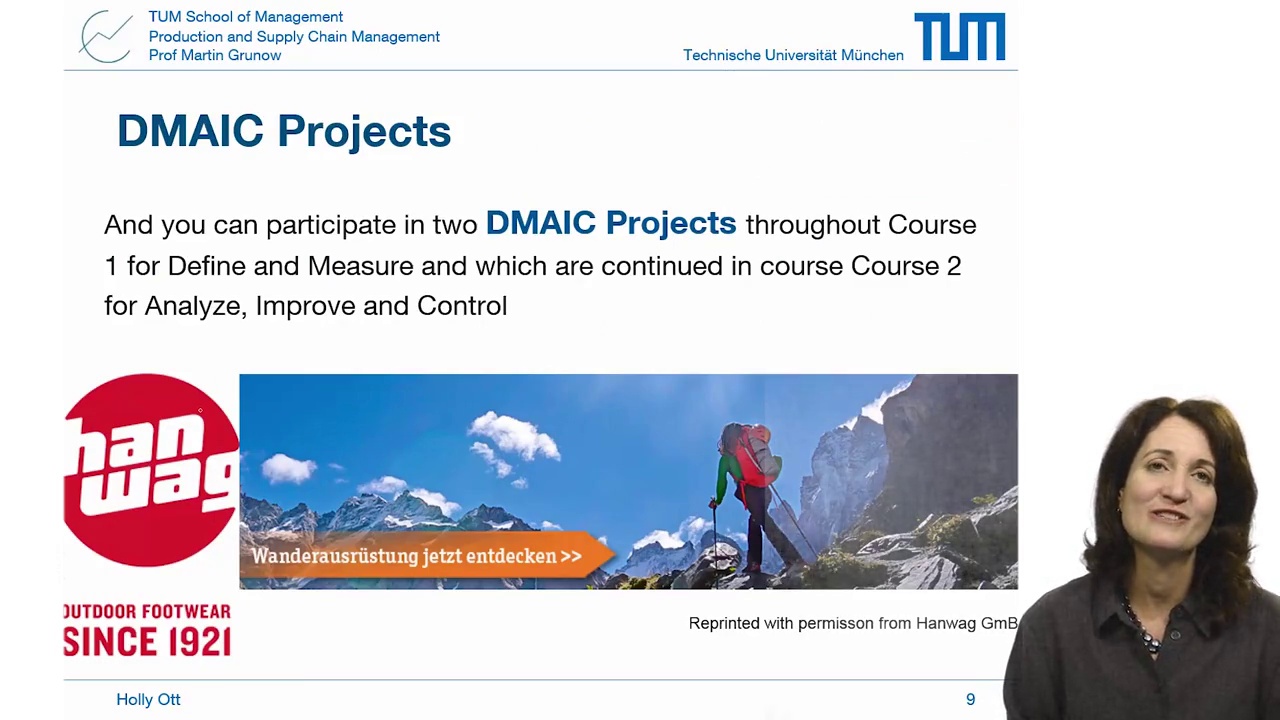 TUM School of Management
Production and Supply Chain Management
Prof Martin Grunow
Technische Universität München
TUM
DMAIC Projects
And you can participate in two DMAIC Projects throughout Course
1 for Define and Measure and which are continued in course Course 2
for Analyze, Improve and Control
han
wag
Wanderausrüstung jetzt entdecken >>
OUTDOOR FOOTWEAR
SINCE 1921
Reprinted with permisson from Hanwag GmB
Holly Ott
9